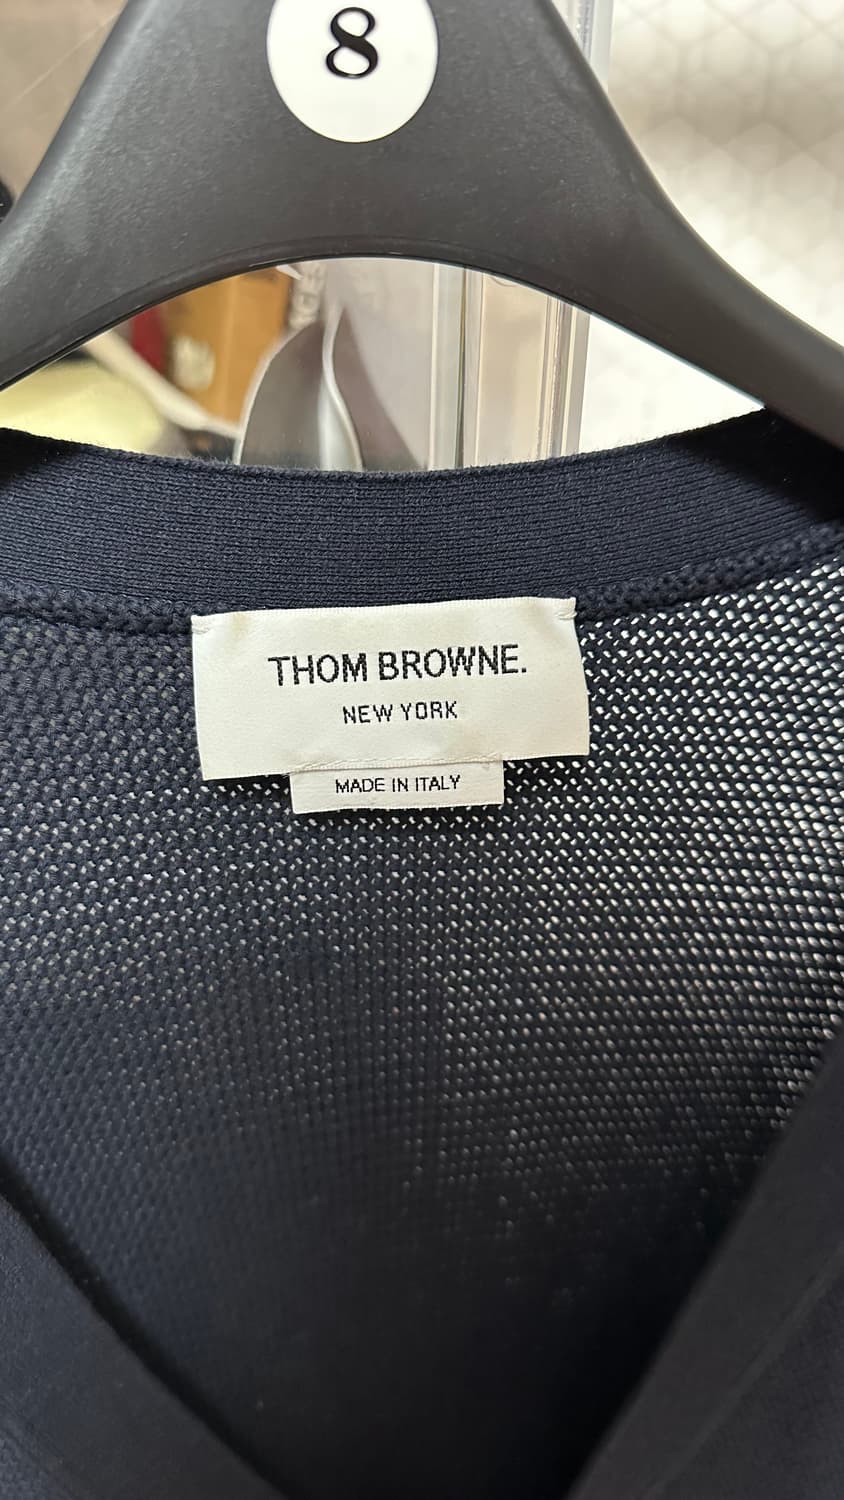 8
THOM BROWNE.
NEW YORK
MADE IN ITALY